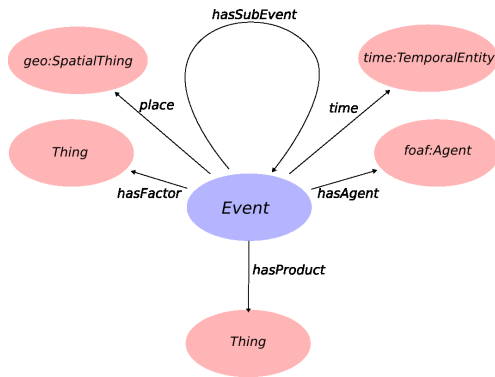 hasSubEvent
geo:SpatialThing
time:TemporalEntity
place
time
Thing
foaf:Agent
hasFactor
hasAgent
Event
hasProduct
Thing